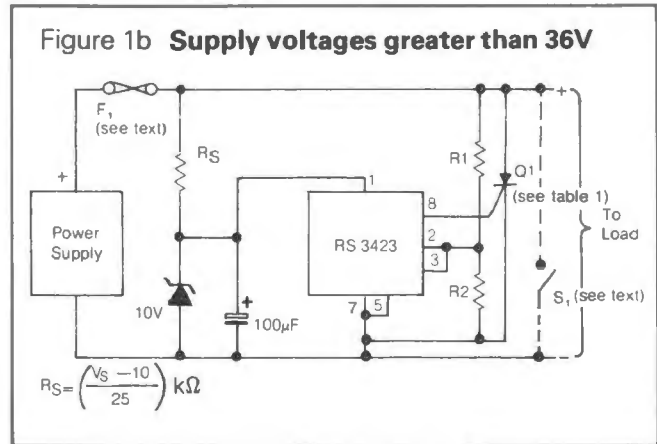 Figure 1b Supply voltages greater than 36V
F1
(see text)
RS
R1
1
Q1
+
+
8
(see table 1)
To
Load
Power
Supply
RS 3423
2
3
10V
+
100µF
7
5
R2
S1 (see text)
RS = (VS −10 / 25) kΩ